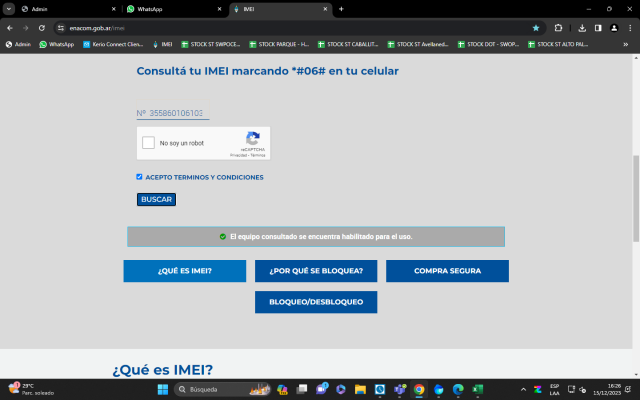 Admin
WhatsApp
IMEI
enacom.gob.ar/imei
Admin
WhatsApp
Kerio Connect Clien...
IMEI
STOCK ST SWPOCE...
STOCK PARQUE - H...
STOCK ST CABALLIT...
STOCK ST Avellaned...
STOCK DOT - SWOP...
STOCK ST ALTO PAL...
Consultá tu IMEI marcando *#06# en tu celular
Nº 355860106103
No soy un robot
reCAPTCHA
Privacidad - Términos
ACEPTO TERMINOS Y CONDICIONES
BUSCAR
El equipo consultado se encuentra habilitado para el uso.
¿QUÉ ES IMEI?
¿POR QUÉ SE BLOQUEA?
COMPRA SEGURA
BLOQUEO/DESBLOQUEO
¿Qué es IMEI?
29°C
Parc. soleado
Búsqueda
ESP
LAA
16:26
15/12/2023